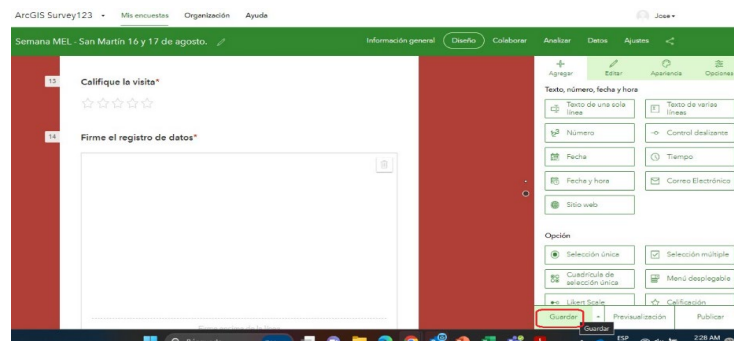 ArcGIS Survey123 Mis encuestas Organización Ayuda Jose
Semana MEL - San Martín 16 y 17 de agosto. Información general Diseño Colaborar Analizar Datos Ajustes
Agregar Editar Apariencia Opciones
13 Calificque la visita*
14 Firme el registro de datos*
Texto, número, fecha y hora
Texto de una sola línea
Texto de varias líneas
Número
Control deslizante
Fecha
Tiempo
Fecha y hora
Correo Electrónico
Sitio web
Opción
Selección única
Selección múltiple
Cuadrícula de selección única
Menú desplegable
Likert Scale
Calificación
Guardar Previsualización Publicar
Guardar
ESP 2:28 AM